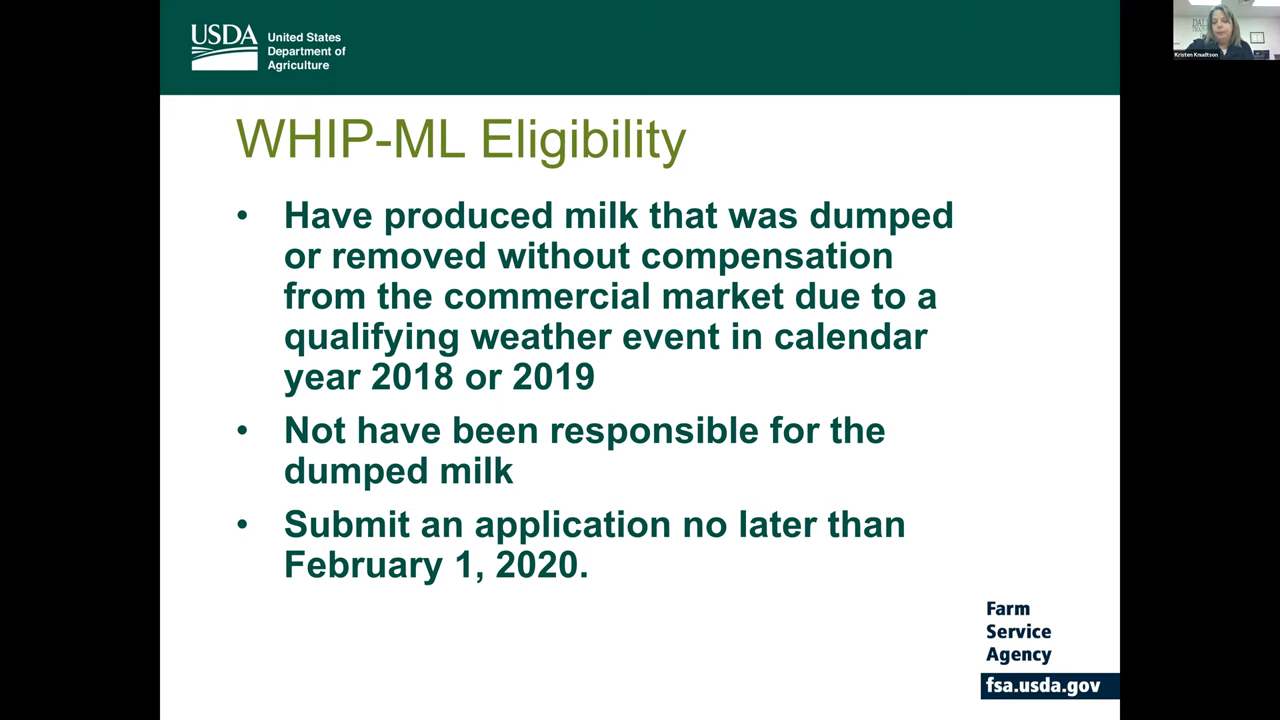 USDA
United States
Department of
Agriculture
Kristen Knudtson
WHIP-ML Eligibility
• Have produced milk that was dumped
or removed without compensation
from the commercial market due to a
qualifying weather event in calendar
year 2018 or 2019
• Not have been responsible for the
dumped milk
• Submit an application no later than
February 1, 2020.
Farm
Service
Agency
fsa.usda.gov